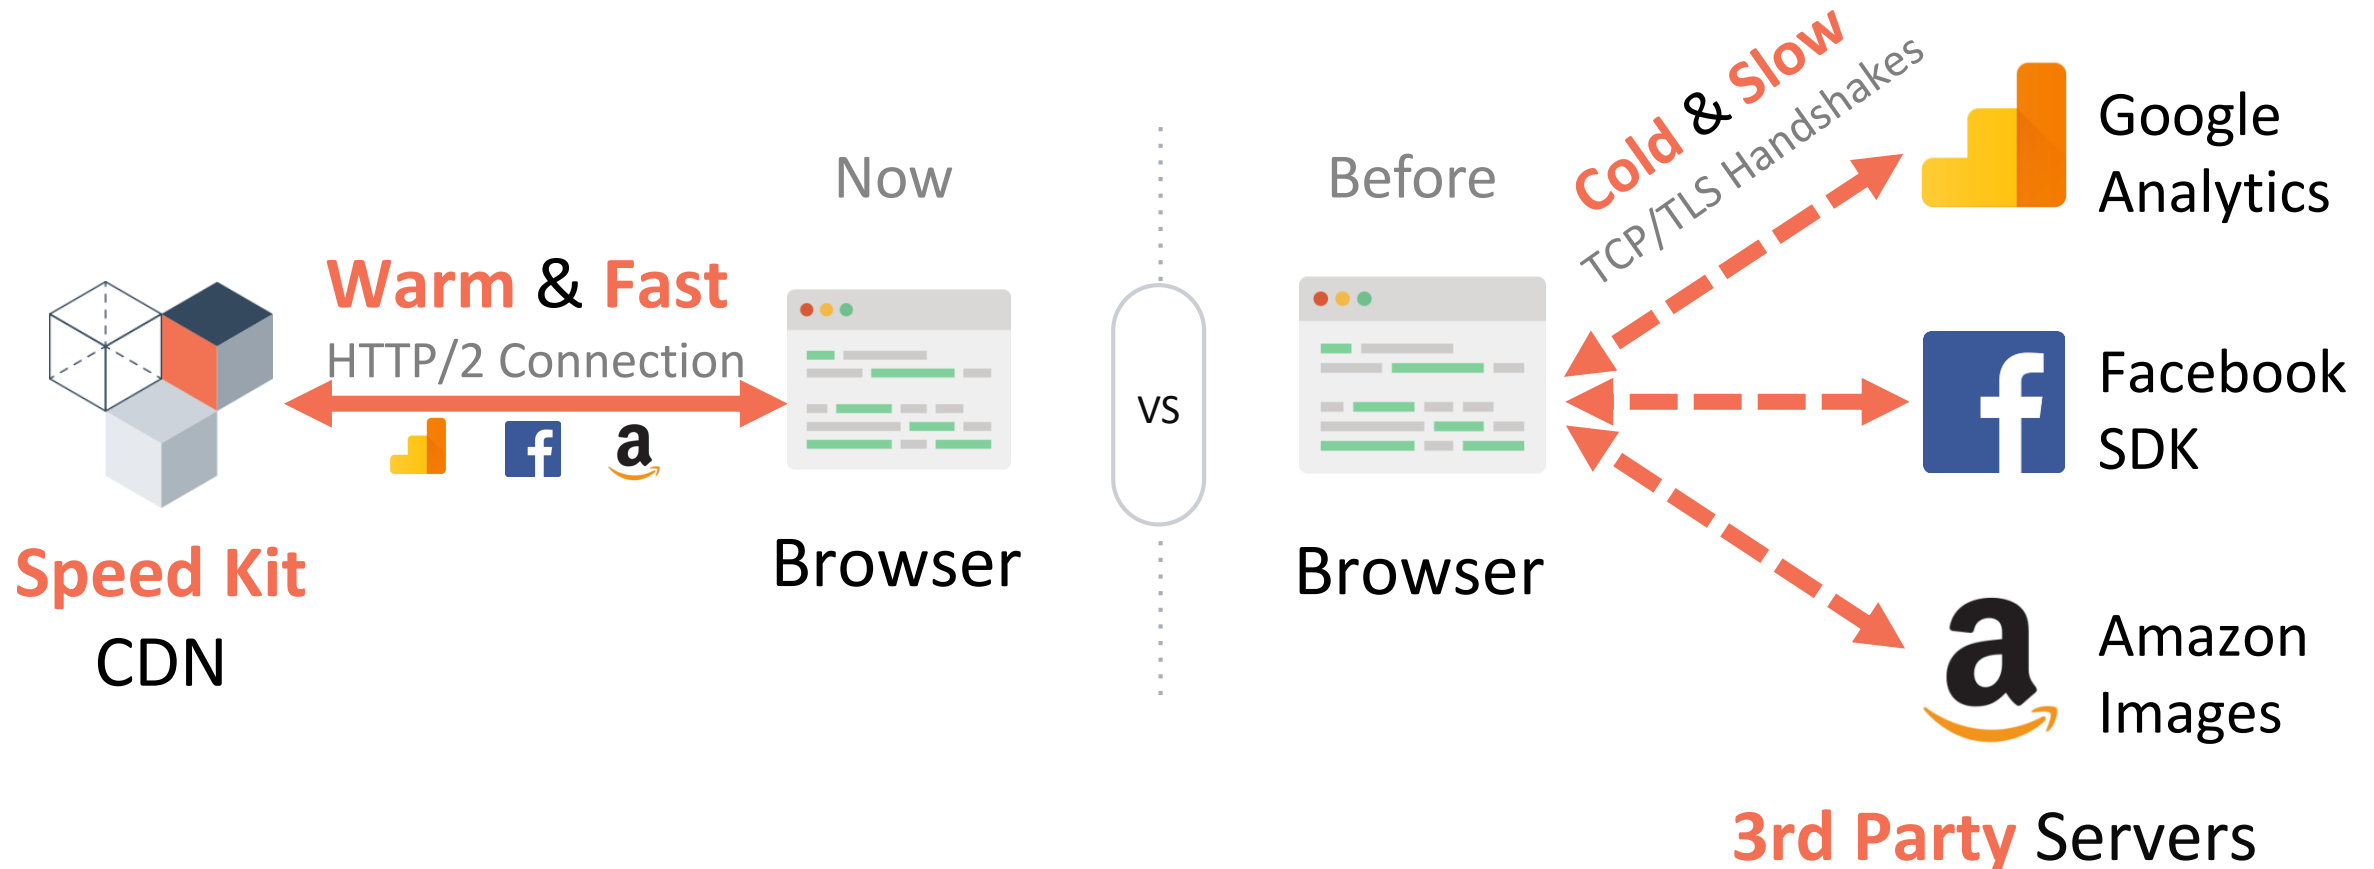 Now
Warm & Fast
HTTP/2 Connection
Speed Kit
CDN
Browser
VS
Before
Browser
Cold & Slow
TCP/TLS Handshakes
Google
Analytics
Facebook
SDK
Amazon
Images
3rd Party Servers